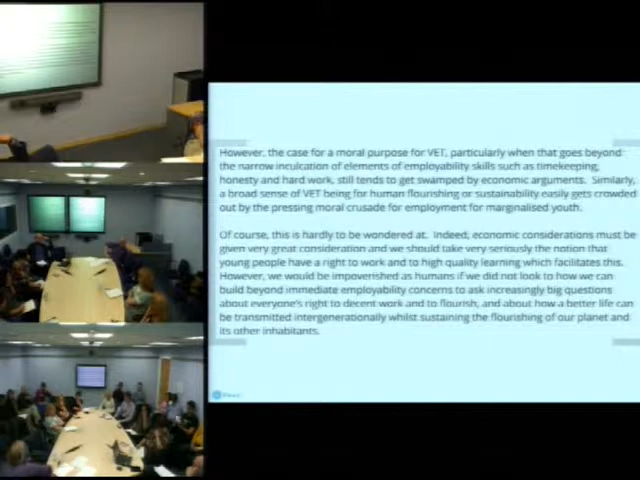 However, the case for a moral purpose for VET, particularly when that goes beyond
the narrow inculcation of elements of employability skills such as timekeeping,
honesty and hard work, still tends to get swamped by economic arguments. Similarly,
a broad sense of VET being for human flourishing or sustainability easily gets crowded
out by the pressing moral crusade for employment for marginalised youth.
Of course, this is hardly to be wondered at. Indeed, economic considerations must be
given very great consideration and we should take very seriously the notion that
young people have a right to work and to high quality learning which facilitates this.
However, we would be impoverished as humans if we did not look to how we can
build beyond immediate employability concerns to ask increasingly big questions
about everyone's right to decent work and to flourish, and about how a better life can
be transmitted intergenerationally whilst sustaining the flourishing of our planet and
its other inhabitants.